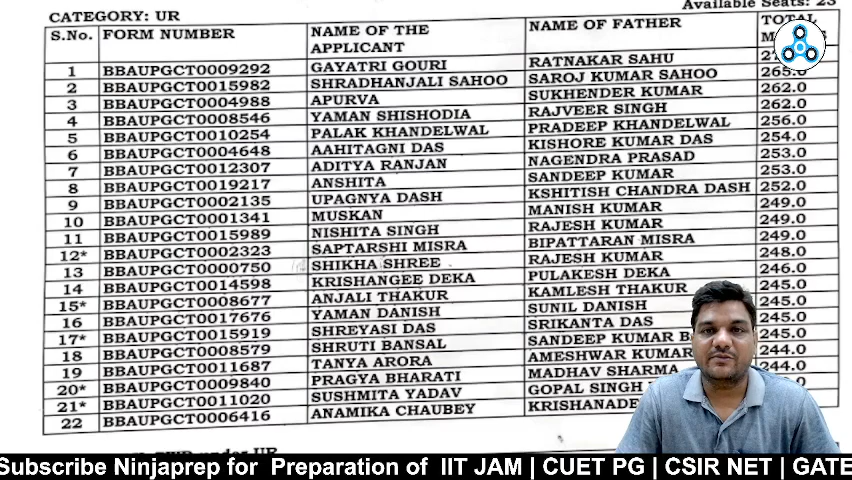 CATEGORY: UR Available Seats: 23
S.No. FORM NUMBER NAME OF THE APPLICANT NAME OF FATHER TOTAL
1 BBAUPGCT0009292 GAYATRI GOURI RATNAKAR SAHU
2 BBAUPGCT0015982 SHRADHANJALI SAHOO SAROJ KUMAR SAHOO 265.0
3 BBAUPGCT0004988 APURVA SUKHENDER KUMAR 262.0
4 BBAUPGCT0008546 YAMAN SHISHODIA RAJVEER SINGH 262.0
5 BBAUPGCT0010254 PALAK KHANDELWAL PRADEEP KHANDELWAL 256.0
6 BBAUPGCT0004648 AAHITAGNI DAS KISHORE KUMAR DAS 254.0
7 BBAUPGCT0012307 ADITYA RANJAN NAGENDRA PRASAD 253.0
8 BBAUPGCT0019217 ANSHITA SANDEEP KUMAR 253.0
9 BBAUPGCT0002135 UPAGNYA DASH KSHITISH CHANDRA DASH 252.0
10 BBAUPGCT0001341 MUSKAN MANISH KUMAR 249.0
11 BBAUPGCT0015989 NISHITA SINGH RAJESH KUMAR 249.0
12* BBAUPGCT0002323 SAPTARSHI MISRA BIPATTARAN MISRA 249.0
13 BBAUPGCT0000750 SHIKHA SHREE RAJESH KUMAR 248.0
14 BBAUPGCT0014598 KRISHANGEE DEKA PULAKESH DEKA 246.0
15* BBAUPGCT0008677 ANJALI THAKUR KAMLESH THAKUR 245.0
16 BBAUPGCT0017676 YAMAN DANISH SUNIL DANISH 245.0
17* BBAUPGCT0015919 SHREYASI DAS SRIKANTA DAS 245.0
18 BBAUPGCT0008579 SHRUTI BANSAL SANDEEP KUMAR 245.0
19 BBAUPGCT0011687 TANYA ARORA AMESHWAR KUMAR 244.0
20* BBAUPGCT0009840 PRAGYA BHARATI MADHAV SHARMA 244.0
21* BBAUPGCT0011020 SUSHMITA YADAV GOPAL SINGH
22 BBAUPGCT0006416 ANAMIKA CHAUBEY
under UR
Subscribe Ninjaprep for Preparation of IIT JAM | CUET PG | CSIR NET | GATE